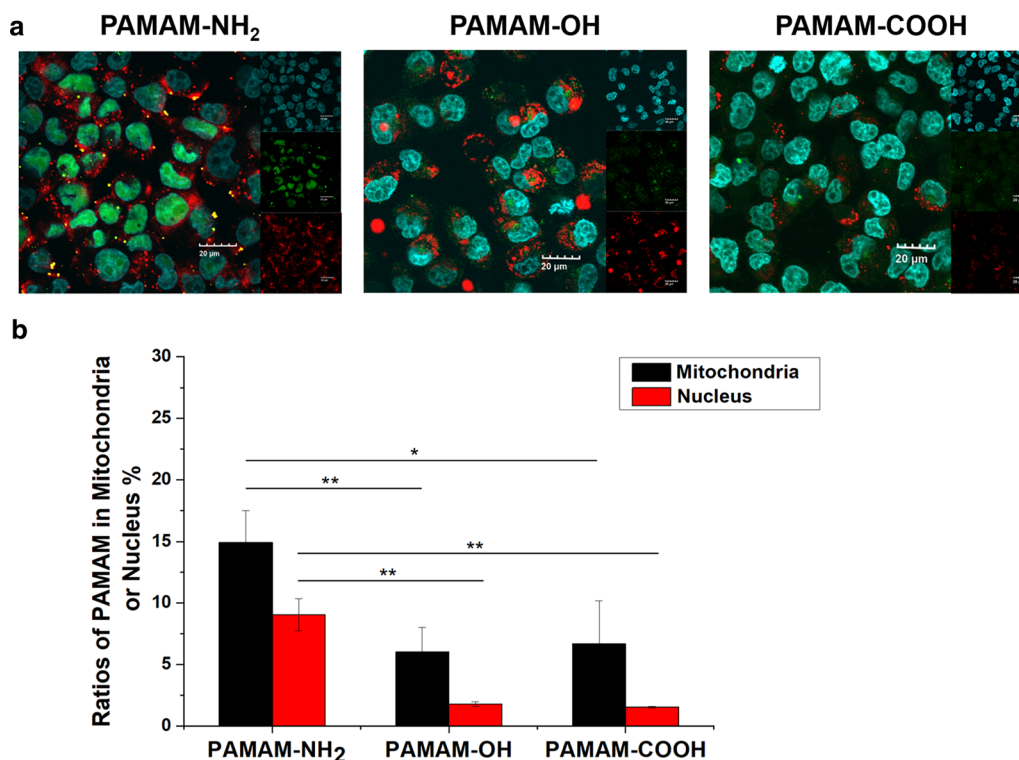 a
PAMAM-NH₂ PAMAM-OH PAMAM-COOH
20 μm 20 μm 20 μm
b
30
25
20
15
10
5
0
Ratios of PAMAM in Mitochondria
or Nucleus %
Mitochondria
Nucleus
*
**
**
**
PAMAM-NH₂ PAMAM-OH PAMAM-COOH